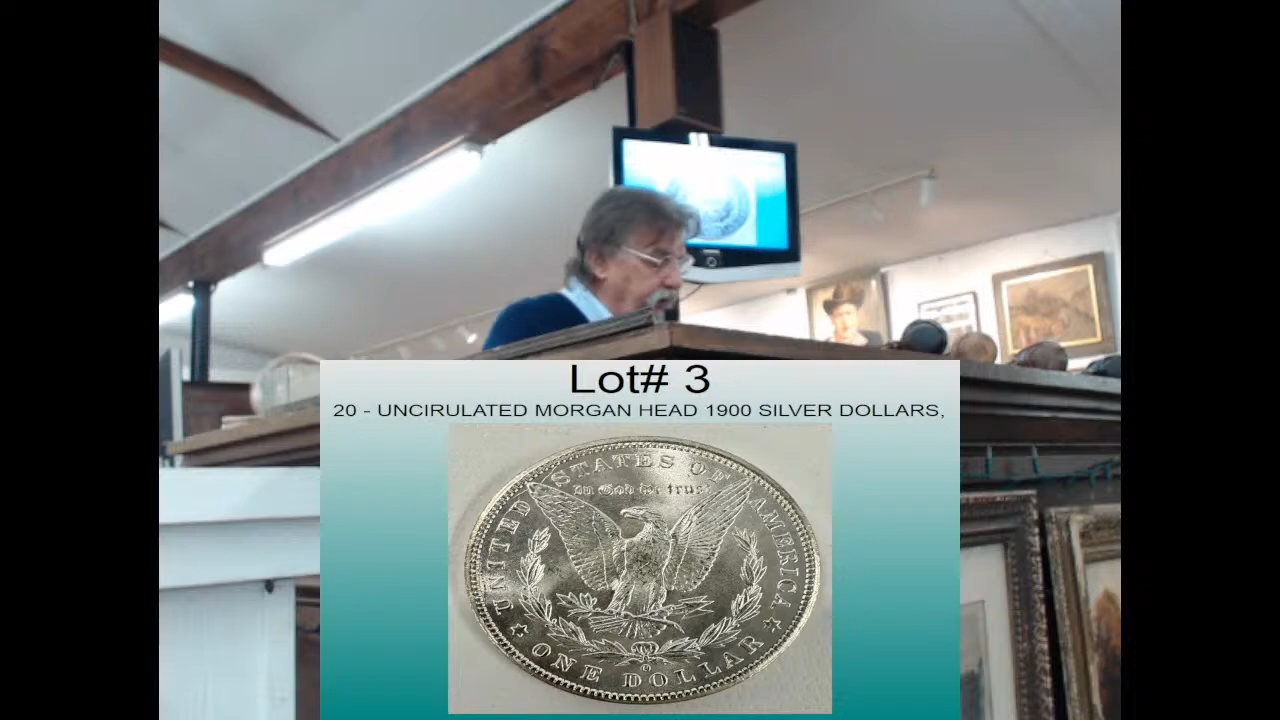 Lot# 3
20 - UNCIRULATED MORGAN HEAD 1900 SILVER DOLLARS,
UNITED STATES OF AMERICA
In God we trust
ONE DOLLAR
O